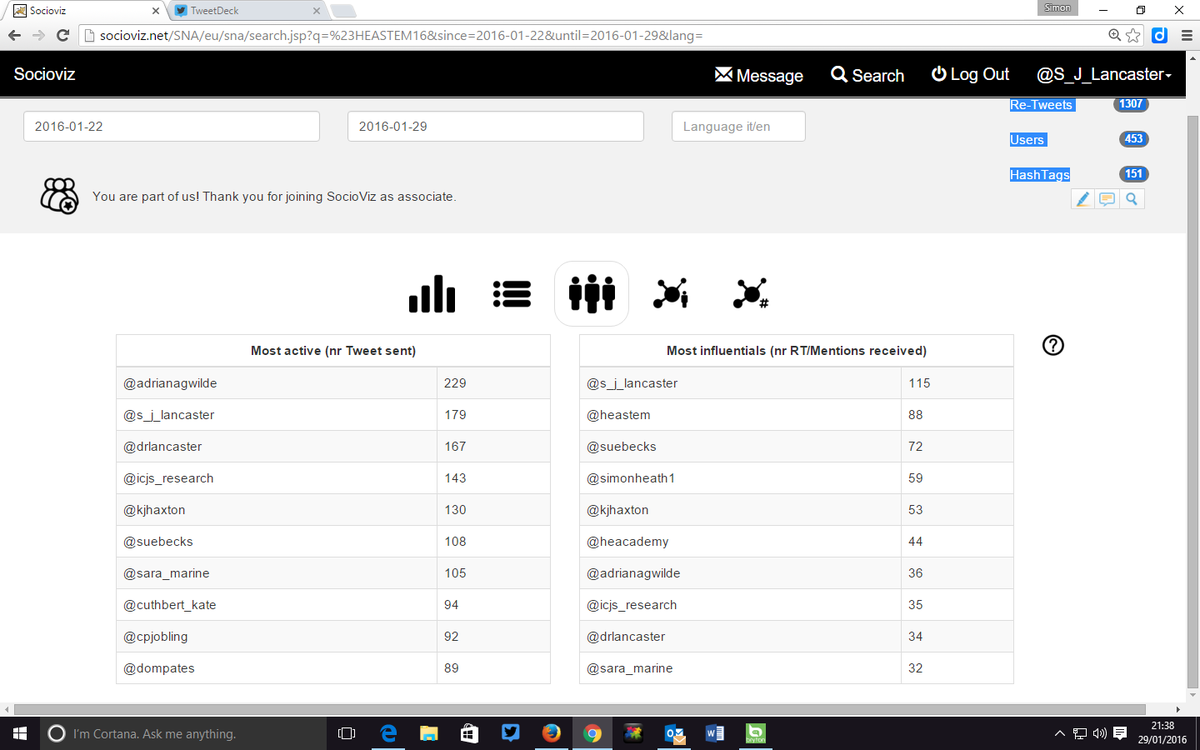 Socioviz
TweetDeck
Simon
socioviz.net/SNA/eu/sna/search.jsp?q=%23HEASTEM16&since=2016-01-22&until=2016-01-29&lang=
Socioviz
Message
Search
Log Out
@S_J_Lancaster
Re-Tweets 1307
2016-01-22
2016-01-29
Language it/en
Users 453
HashTags 151
You are part of us! Thank you for joining SocioViz as associate.
Most active (nr Tweet sent)
@adrianagwilde 229
@s_j_lancaster 179
@drlancaster 167
@icjs_research 143
@kjhaxton 130
@suebecks 108
@sara_marine 105
@cuthbert_kate 94
@cpjobling 92
@dompates 89
Most influentials (nr RT/Mentions received)
@s_j_lancaster 115
@heastem 88
@suebecks 72
@simonheath1 59
@kjhaxton 53
@heacademy 44
@adrianagwilde 36
@icjs_research 35
@drlancaster 34
@sara_marine 32
I'm Cortana. Ask me anything.
21:38
29/01/2016